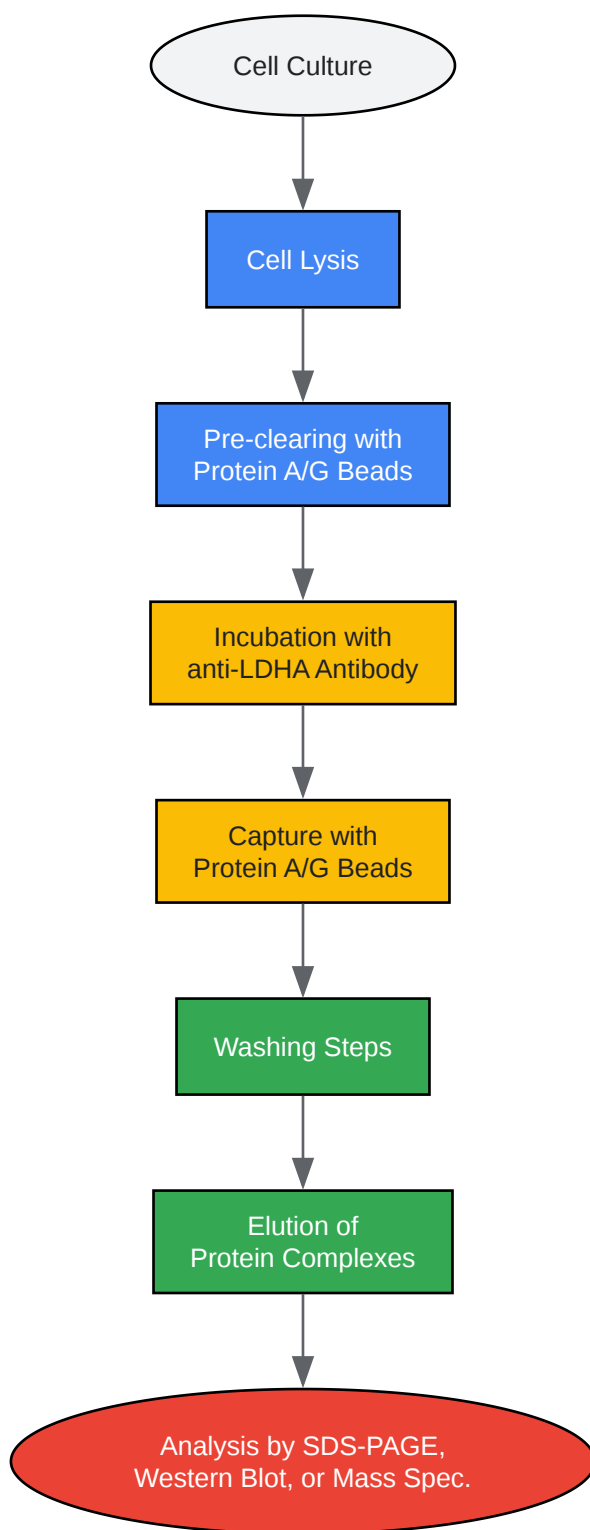 Cell Culture
Cell Lysis
Pre-clearing with
Protein A/G Beads
Incubation with
anti-LDHA Antibody
Capture with
Protein A/G Beads
Washing Steps
Elution of
Protein Complexes
Analysis by SDS-PAGE,
Western Blot, or Mass Spec.